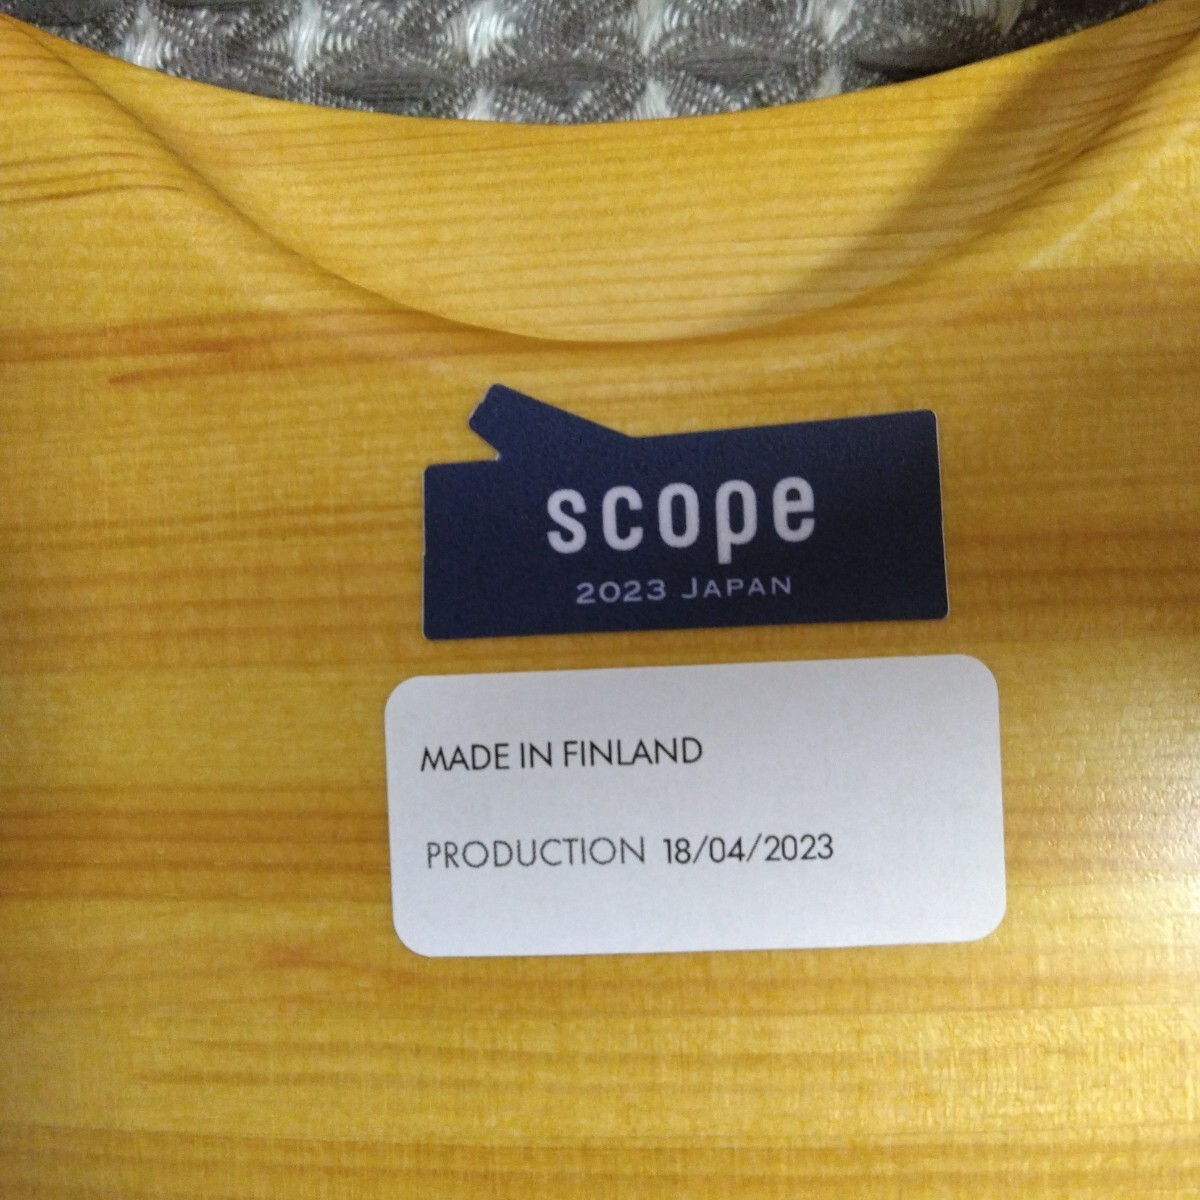 scope
2023 JAPAN
MADE IN FINLAND
PRODUCTION 18/04/2023